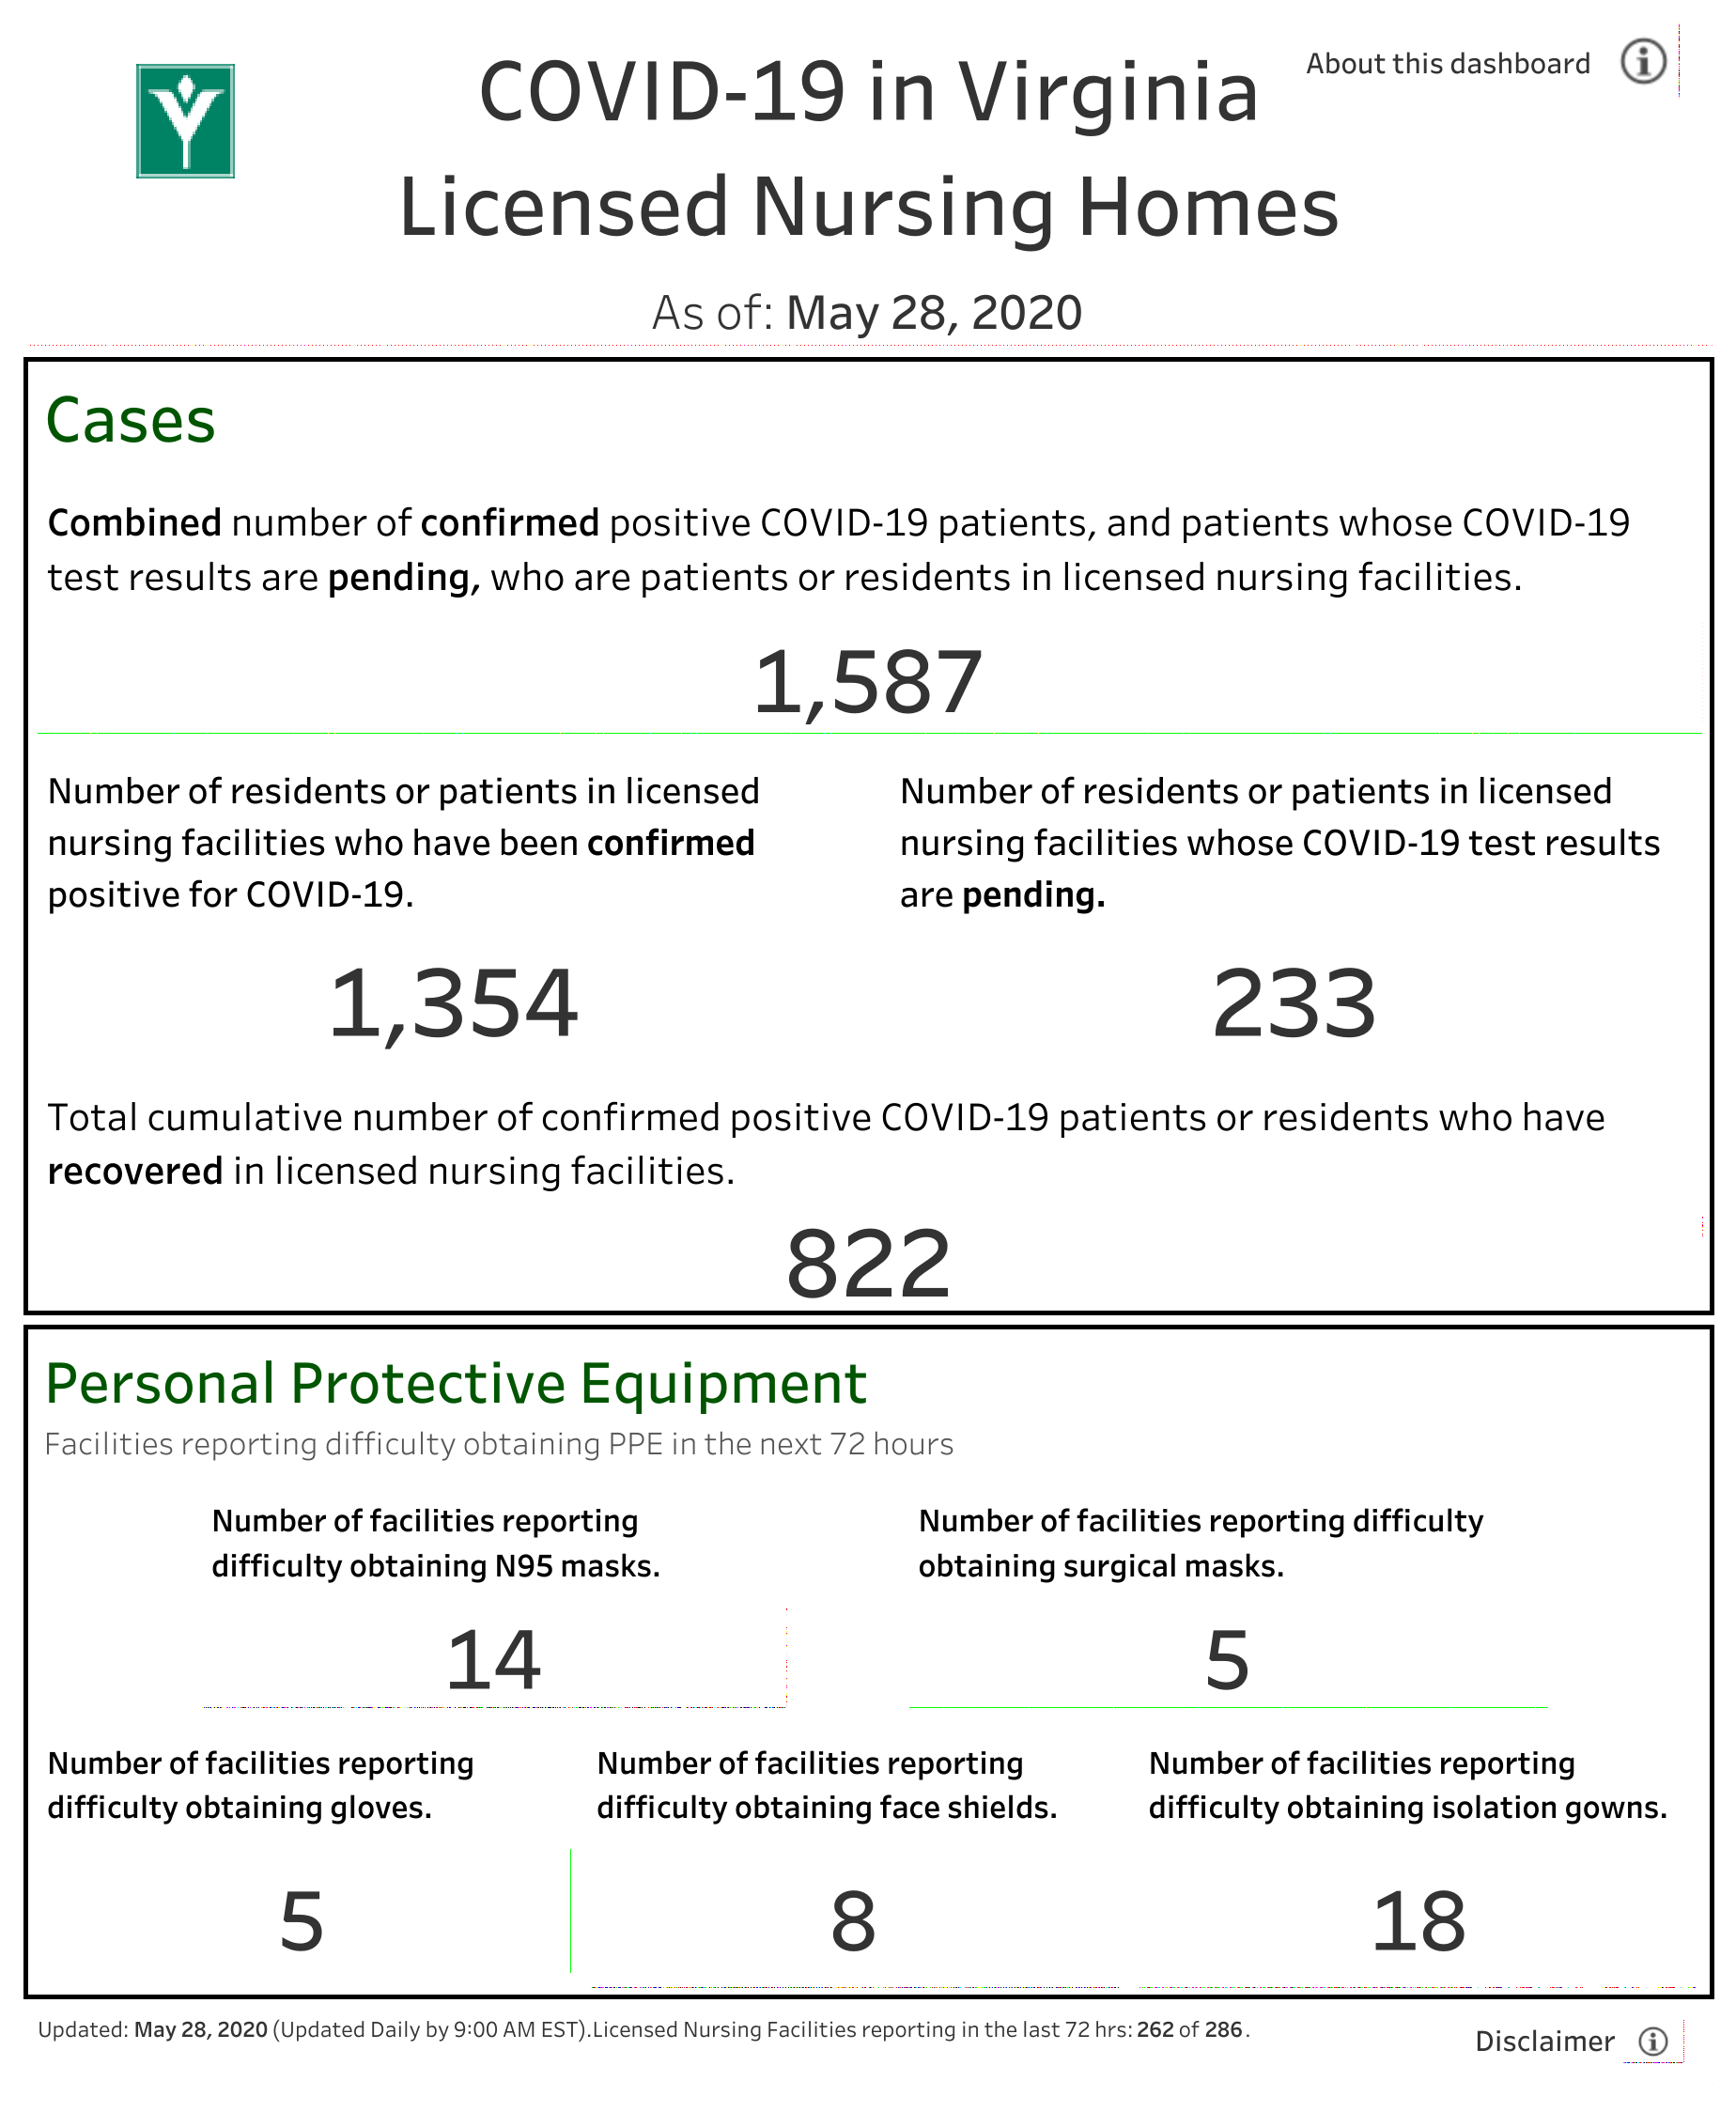 COVID-19 in Virginia
Licensed Nursing Homes
About this dashboard
As of: May 28, 2020
Cases
Combined number of confirmed positive COVID-19 patients, and patients whose COVID-19
test results are pending, who are patients or residents in licensed nursing facilities.
1,587
Number of residents or patients in licensed
nursing facilities who have been confirmed
positive for COVID-19.
1,354
Number of residents or patients in licensed
nursing facilities whose COVID-19 test results
are pending.
233
Total cumulative number of confirmed positive COVID-19 patients or residents who have
recovered in licensed nursing facilities.
822
Personal Protective Equipment
Facilities reporting difficulty obtaining PPE in the next 72 hours
Number of facilities reporting
difficulty obtaining N95 masks.
14
Number of facilities reporting difficulty
obtaining surgical masks.
5
Number of facilities reporting
difficulty obtaining gloves.
5
Number of facilities reporting
difficulty obtaining face shields.
8
Number of facilities reporting
difficulty obtaining isolation gowns.
18
Updated: May 28, 2020 (Updated Daily by 9:00 AM EST).Licensed Nursing Facilities reporting in the last 72 hrs: 262 of 286.
Disclaimer